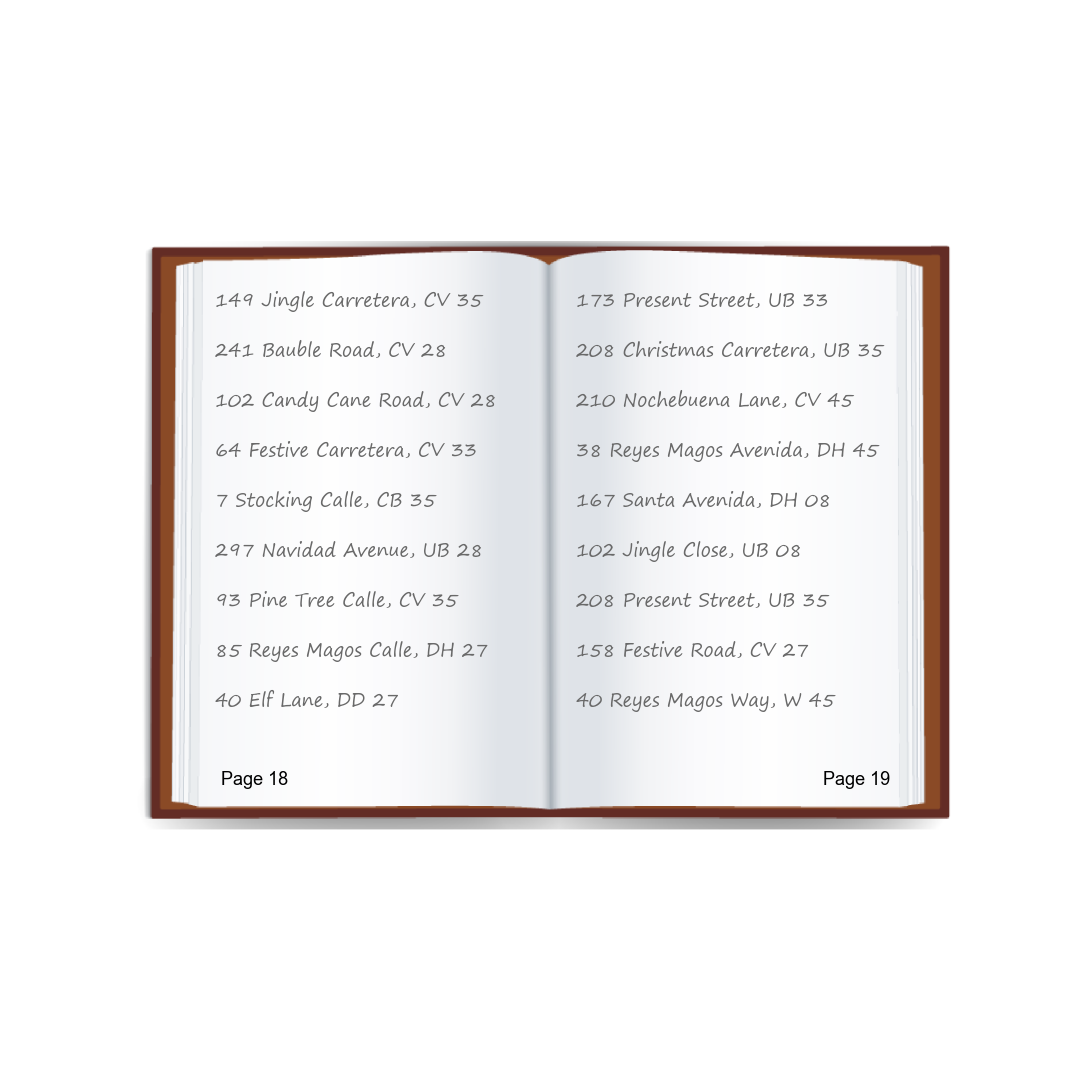 149 Jingle Carretera, CV 35
241 Bauble Road, CV 28
102 Candy Cane Road, CV 28
64 Festive Carretera, CV 33
7 Stocking Calle, CB 35
297 Navidad Avenue, UB 28
93 Pine Tree Calle, CV 35
85 Reyes Magos Calle, DH 27
40 Elf Lane, DD 27
Page 18
173 Present Street, UB 33
208 Christmas Carretera, UB 35
210 Nochebuena Lane, CV 45
38 Reyes Magos Avenida, DH 45
167 Santa Avenida, DH 08
102 Jingle Close, UB 08
208 Present Street, UB 35
158 Festive Road, CV 27
40 Reyes Magos Way, W 45
Page 19